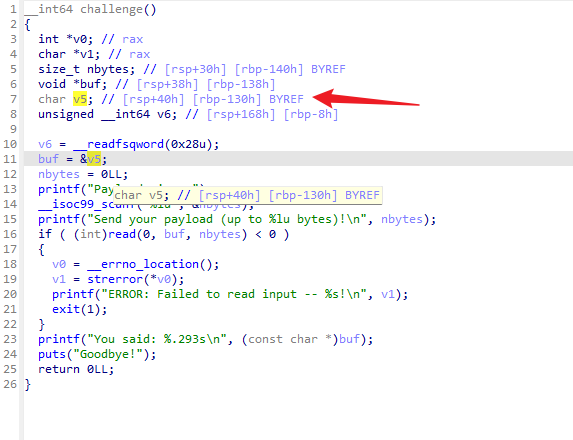 1 __int64 challenge()
2 {
3 int *v0; // rax
4 char *v1; // rax
5 size_t nbytes; // [rsp+30h] [rbp-140h] BYREF
6 void *buf; // [rsp+38h] [rbp-138h]
7 char v5; // [rsp+40h] [rbp-130h] BYREF
8 unsigned __int64 v6; // [rsp+168h] [rbp-8h]
9
10 v6 = __readfsqword(0x28u);
11 buf = &v5;
12 nbytes = 0LL;
13 printf("Pay
char v5; // [rsp+40h] [rbp-130h] BYREF
14 __isoc99_scanf("%lu", &nbytes);
15 printf("Send your payload (up to %lu bytes)!\n", nbytes);
16 if ( (int)read(0, buf, nbytes) < 0 )
17 {
18 v0 = __errno_location();
19 v1 = strerror(*v0);
20 printf("ERROR: Failed to read input -- %s!\n", v1);
21 exit(1);
22 }
23 printf("You said: %.293s\n", (const char *)buf);
24 puts("Goodbye!");
25 return 0LL;
26 }